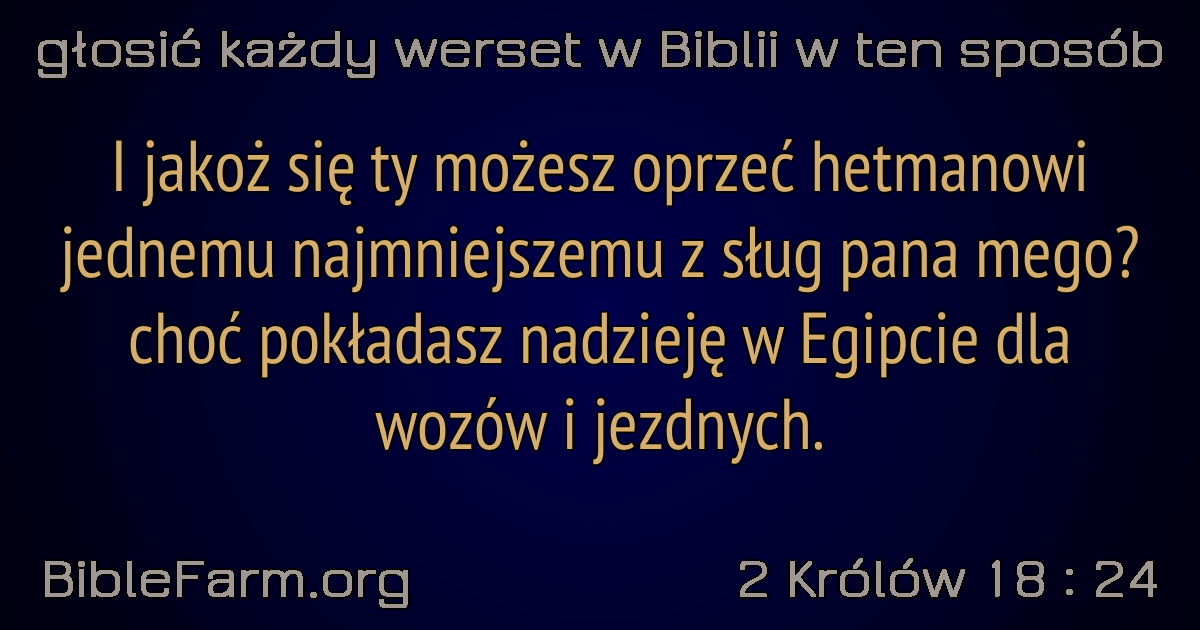 głosić każdy werset w Biblii w ten sposób
I jakoż się ty możesz oprzeć hetmanowi
jednemu najmniejszemu z sług pana mego?
choć pokładasz nadzieję w Egipcie dla
wozów i jezdnych.
BibleFarm.org
2 Królów 18 : 24